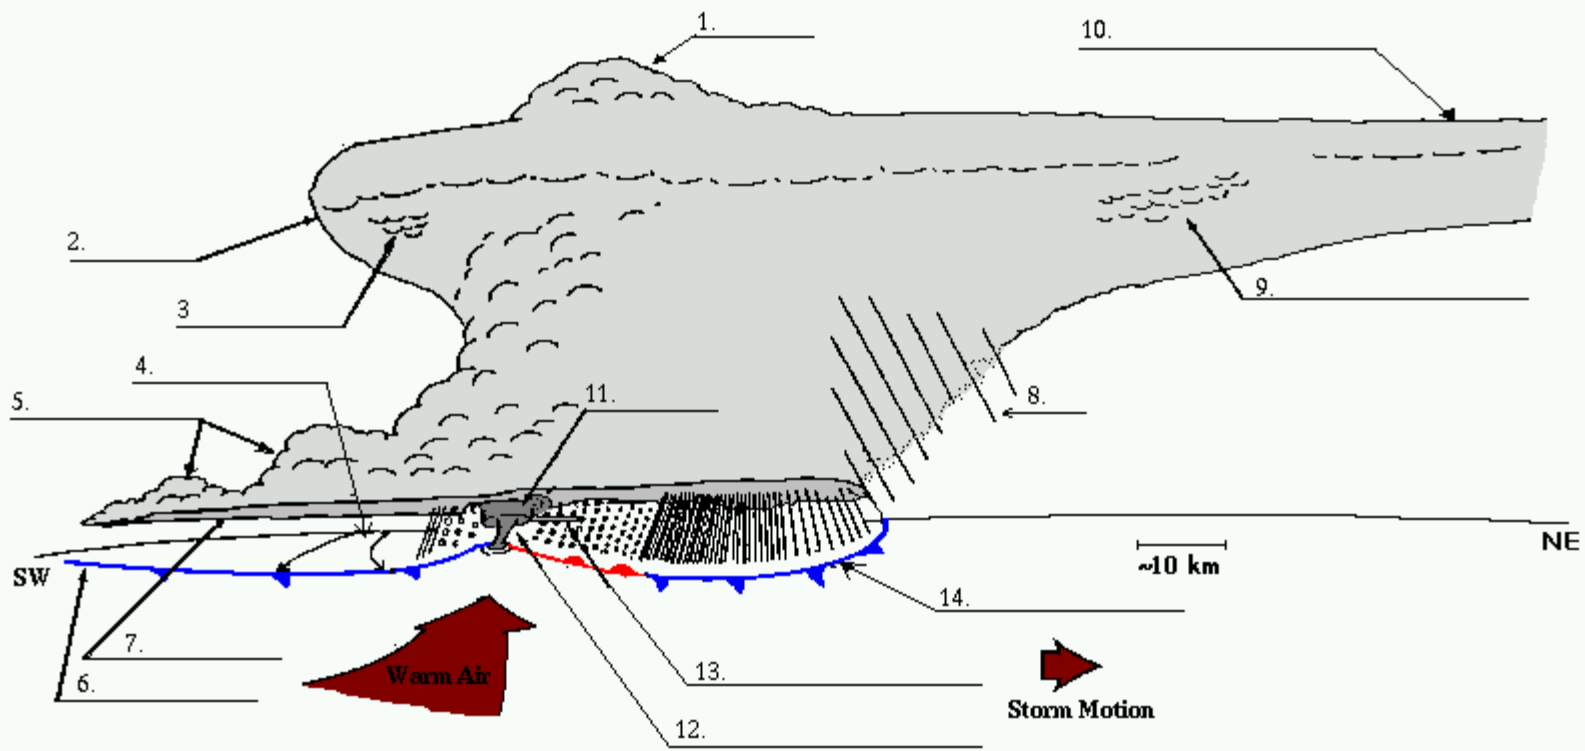 1.
10.
2.
9.
3
4.
11.
5.
8.
NE
~10 km
SW
14.
Warm Air
7.
13.
6.
Storm Motion
12.